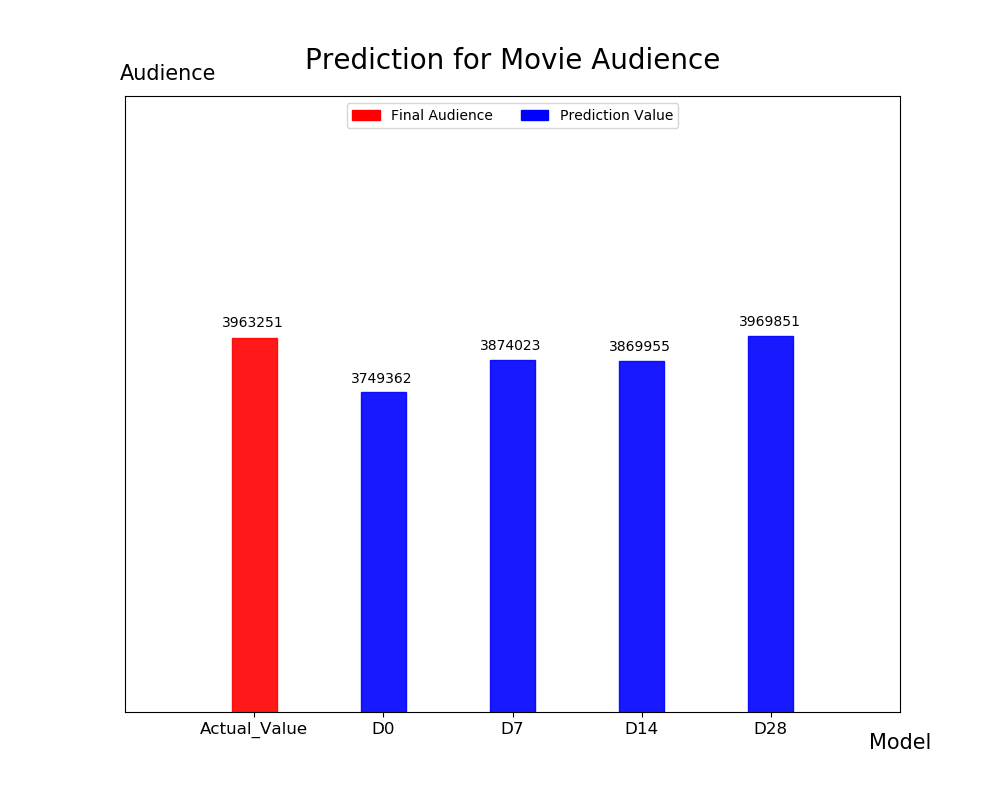 Prediction for Movie Audience
Audience
Final Audience
Prediction Value
3963251
3749362
3874023
3869955
3969851
Actual_Value
D0
D7
D14
D28
Model